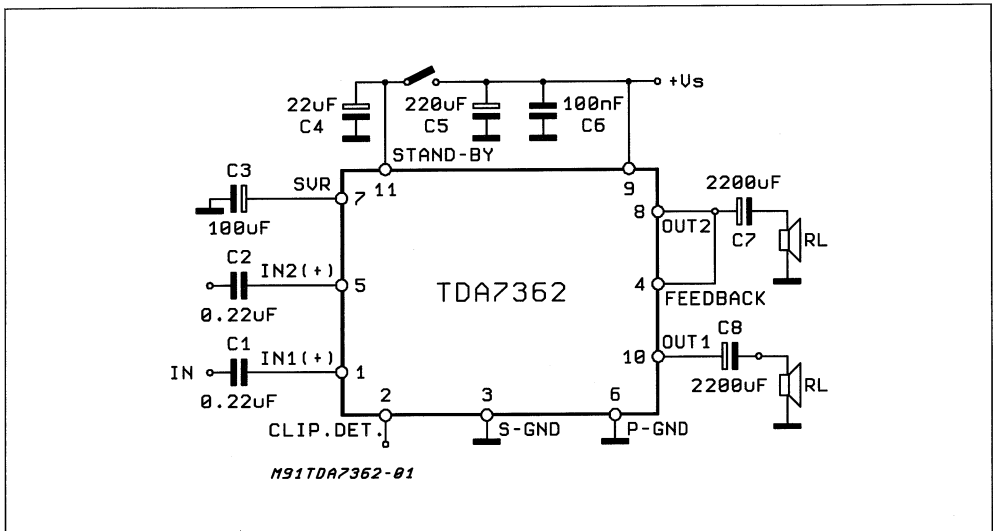 +Vs
22uF
C4
220uF
C5
100nF
C6
STAND-BY
11
9
C3
SVR
7
100uF
C2
IN2(+)
5
0.22uF
C1
IN1(+)
IN
1
0.22uF
TDA7362
2200uF
8
OUT2
C7
RL
4
FEEDBACK
C8
OUT1
10
2200uF
RL
2
3
6
CLIP.DET.
S-GND
P-GND
M91TDA7362-01